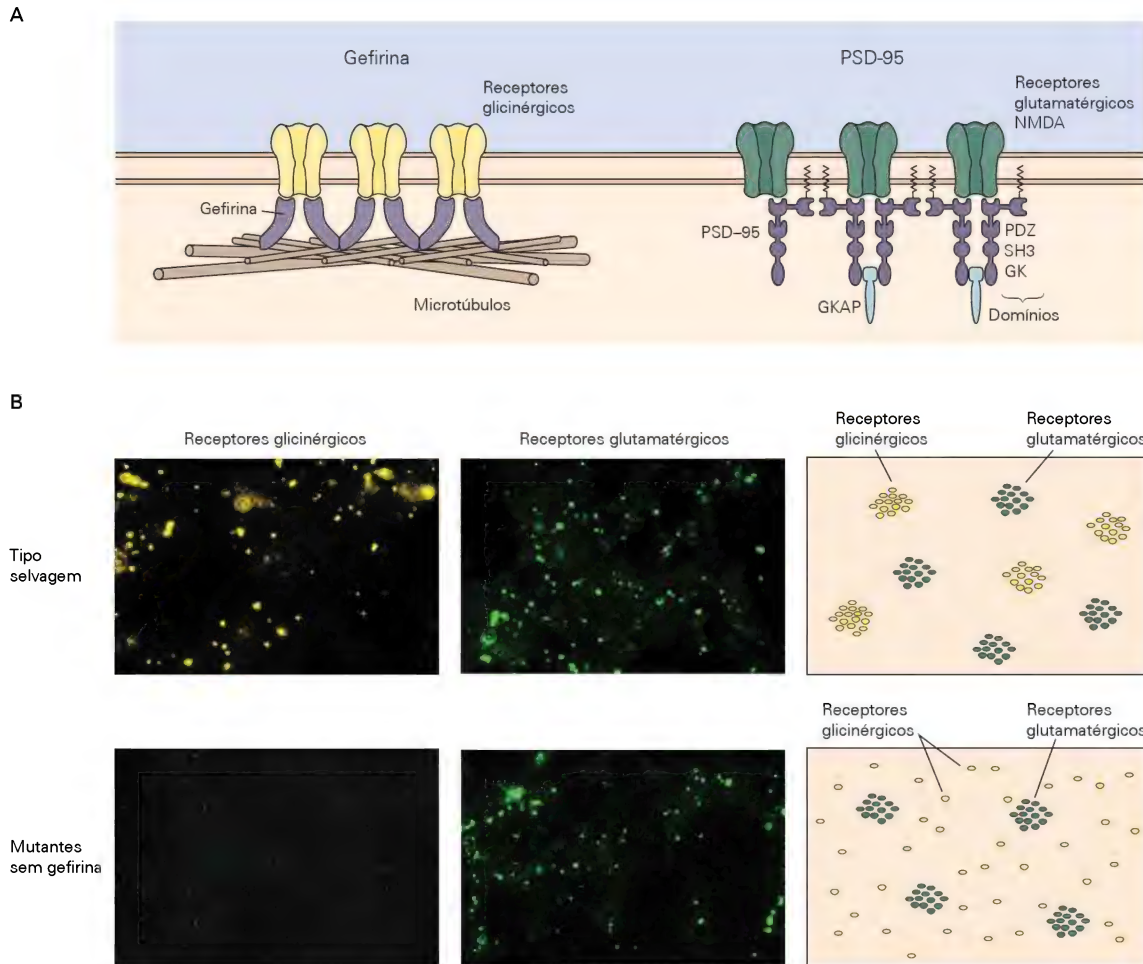 A
Gefirina
PSD-95
Receptores
glicinérgicos
Receptores
glutamatérgicos
NMDA
Gefirina
PSD–95
PDZ
SH3
GK
Microtúbulos
GKAP
Domínios
B
Receptores glicinérgicos
Receptores glutamatérgicos
Receptores
glicinérgicos
Receptores
glutamatérgicos
Tipo
selvagem
Receptores
glicinérgicos
Receptores
glutamatérgicos
Mutantes
sem gefirina